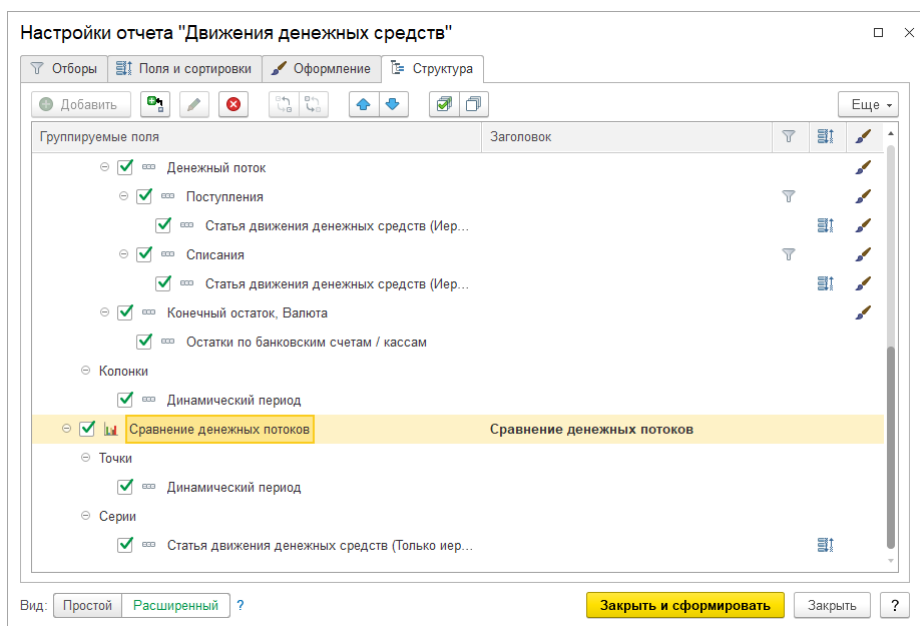 Настройки отчета "Движения денежных средств"
Отборы Поля и сортировки Оформление Структура
Добавить Еще
Группируемые поля Заголовок
Денежный поток
Поступления
Статья движения денежных средств (Иер...
Списания
Статья движения денежных средств (Иер...
Конечный остаток, Валюта
Остатки по банковским счетам / кассам
Колонки
Динамический период
Сравнение денежных потоков Сравнение денежных потоков
Точки
Динамический период
Серии
Статья движения денежных средств (Только иер...
Вид: Простой Расширенный ? Закрыть и сформировать Закрыть ?